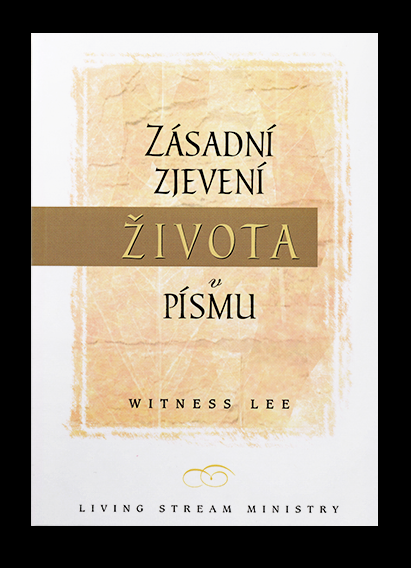 ZÁSADNÍ
ZJEVENÍ
ŽIVOTA
v
PÍSMU
WITNESS LEE
LIVING STREAM MINISTRY